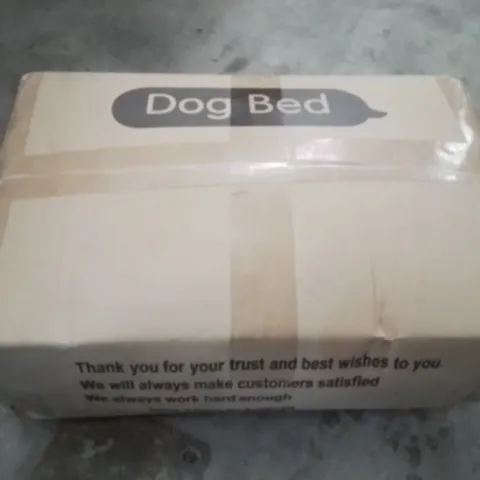 Dog Bed
Thank you for your trust and best wishes to you
We will always make customers satisfied
We always work hard enough